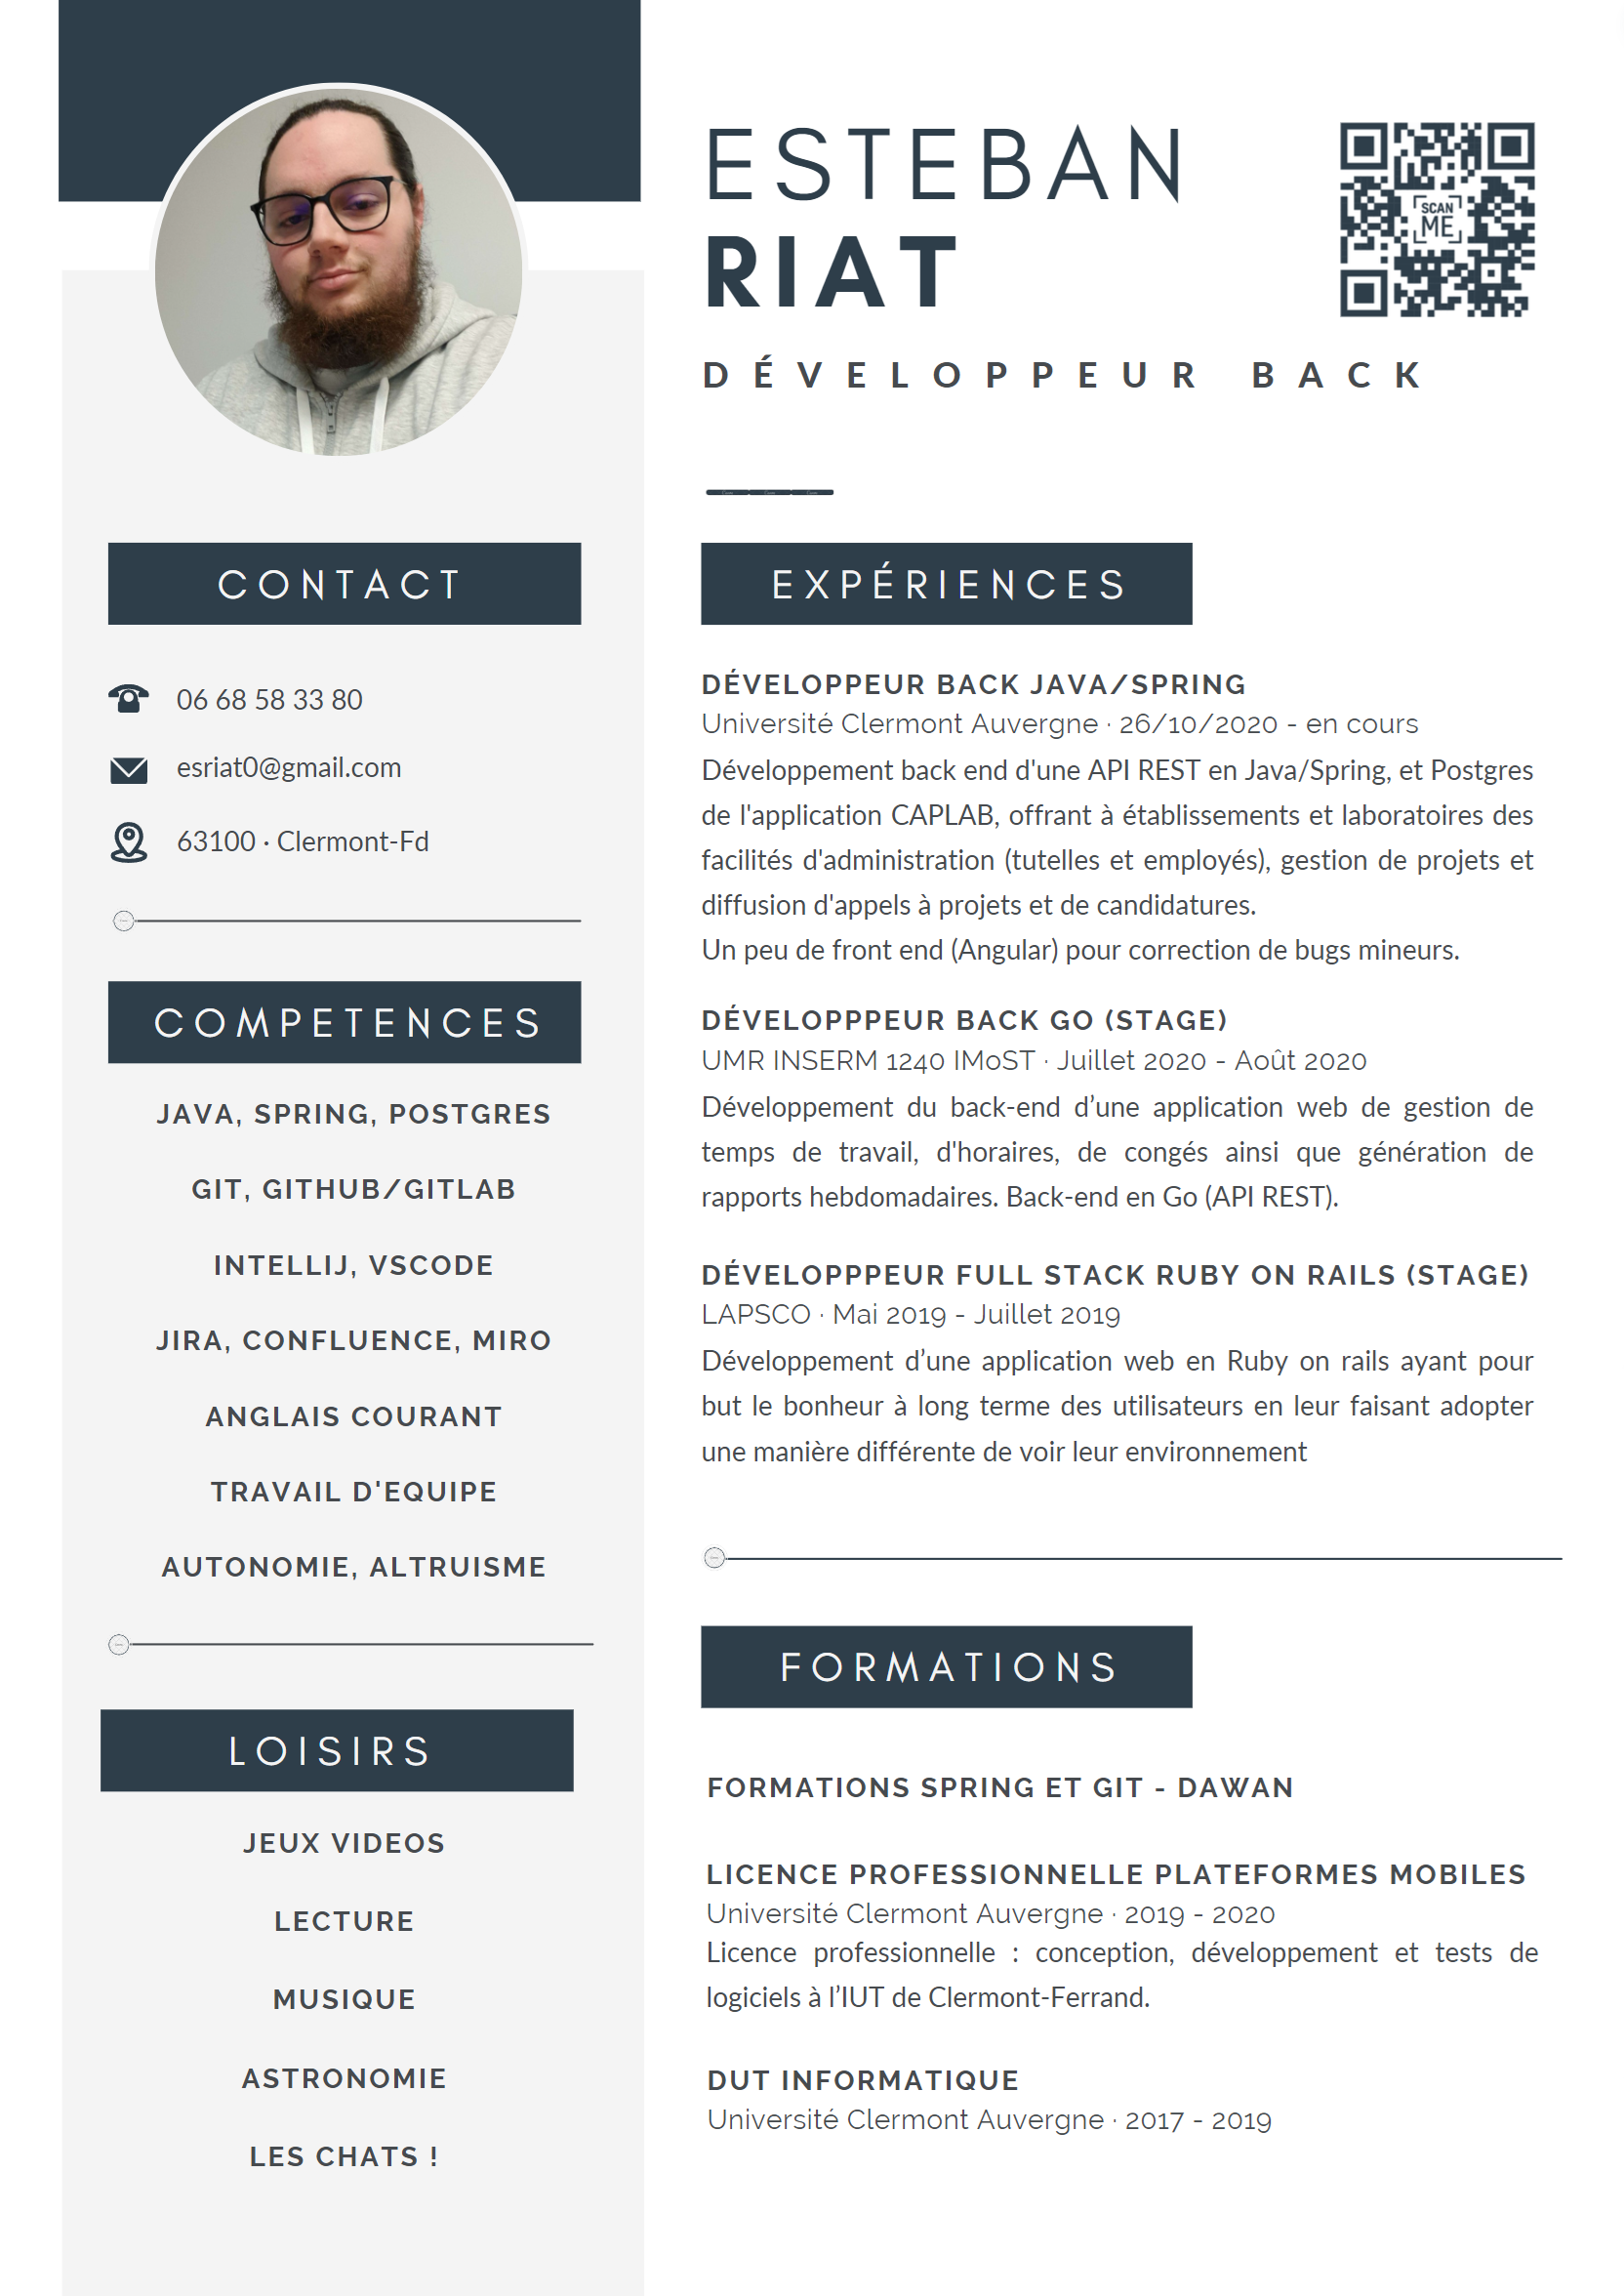 ESTEBAN
RIAT
SCAN
ME
DÉVELOPPEUR BACK
CONTACT
06 68 58 33 80
esriat0@gmail.com
63100 · Clermont-Fd
COMPETENCES
JAVA, SPRING, POSTGRES
GIT, GITHUB/GITLAB
INTELLIJ, VSCODE
JIRA, CONFLUENCE, MIRO
ANGLAIS COURANT
TRAVAIL D'EQUIPE
AUTONOMIE, ALTRUISME
LOISIRS
JEUX VIDEOS
LECTURE
MUSIQUE
ASTRONOMIE
LES CHATS !
EXPÉRIENCES
DÉVELOPPEUR BACK JAVA/SPRING
Université Clermont Auvergne · 26/10/2020 - en cours
Développement back end d'une API REST en Java/Spring, et Postgres
de l'application CAPLAB, offrant à établissements et laboratoires des
facilités d'administration (tutelles et employés), gestion de projets et
diffusion d'appels à projets et de candidatures.
Un peu de front end (Angular) pour correction de bugs mineurs.
DÉVELOPPPEUR BACK GO (STAGE)
UMR INSERM 1240 IMoST · Juillet 2020 - Août 2020
Développement du back-end d’une application web de gestion de
temps de travail, d'horaires, de congés ainsi que génération de
rapports hebdomadaires. Back-end en Go (API REST).
DÉVELOPPPEUR FULL STACK RUBY ON RAILS (STAGE)
LAPSCO · Mai 2019 - Juillet 2019
Développement d’une application web en Ruby on rails ayant pour
but le bonheur à long terme des utilisateurs en leur faisant adopter
une manière différente de voir leur environnement
FORMATIONS
FORMATIONS SPRING ET GIT - DAWAN
LICENCE PROFESSIONNELLE PLATEFORMES MOBILES
Université Clermont Auvergne · 2019 - 2020
Licence professionnelle : conception, développement et tests de
logiciels à l’IUT de Clermont-Ferrand.
DUT INFORMATIQUE
Université Clermont Auvergne · 2017 - 2019